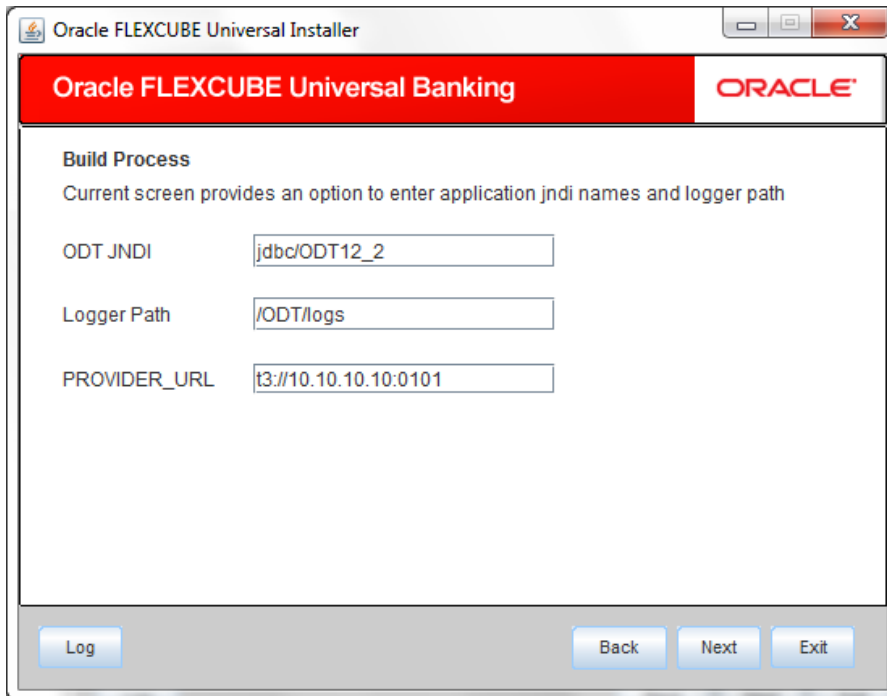 Oracle FLEXCUBE Universal Installer
Oracle FLEXCUBE Universal Banking
ORACLE
Build Process
Current screen provides an option to enter application jndi names and logger path
ODT JNDI jdbc/ODT12_2
Logger Path /ODT/logs
PROVIDER_URL t3://10.10.10.10:0101
Log Back Next Exit